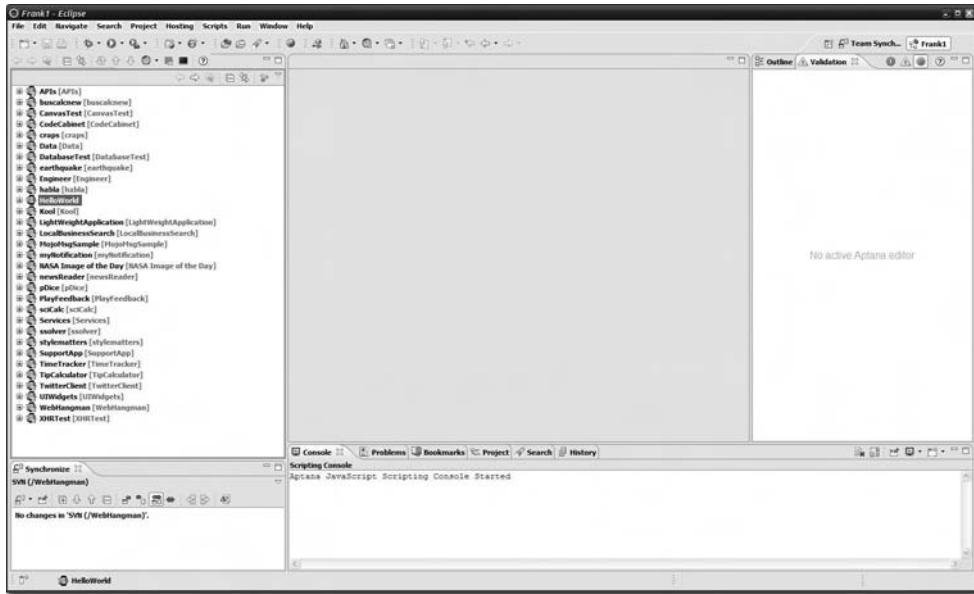 Frank1 - Eclipse
File Edit Navigate Search Project Hosting Scripts Run Window Help
Team Synch... Frank1
Outline Validation
APIs [APIs]
buscalcnew [buscalcnew]
CanvasTest [CanvasTest]
CodeCabinet [CodeCabinet]
craps [craps]
Data [Data]
DatabaseTest [DatabaseTest]
earthquake [earthquake]
Engineer [Engineer]
habla [habla]
HelloWorld
Kool [Kool]
LightWeightApplication [LightWeightApplication]
LocalBusinessSearch [LocalBusinessSearch]
MojoMsgSample [MojoMsgSample]
myNotification [myNotification]
NASA Image of the Day [NASA Image of the Day]
newsReader [newsReader]
pDice [pDice]
PlayFeedback [PlayFeedback]
sciCalc [sciCalc]
Services [Services]
ssolver [ssolver]
stylematters [stylematters]
SupportApp [SupportApp]
TimeTracker [TimeTracker]
TipCalculator [TipCalculator]
TwitterClient [TwitterClient]
UIWidgets [UIWidgets]
WebHangman [WebHangman]
XHRTest [XHRTest]
No active Aptana editor
Console Problems Bookmarks Project Search History
Scripting Console
Aptana JavaScript Scripting Console Started
Synchronize
SVN (/WebHangman)
No changes in 'SVN (/WebHangman)'.
HelloWorld